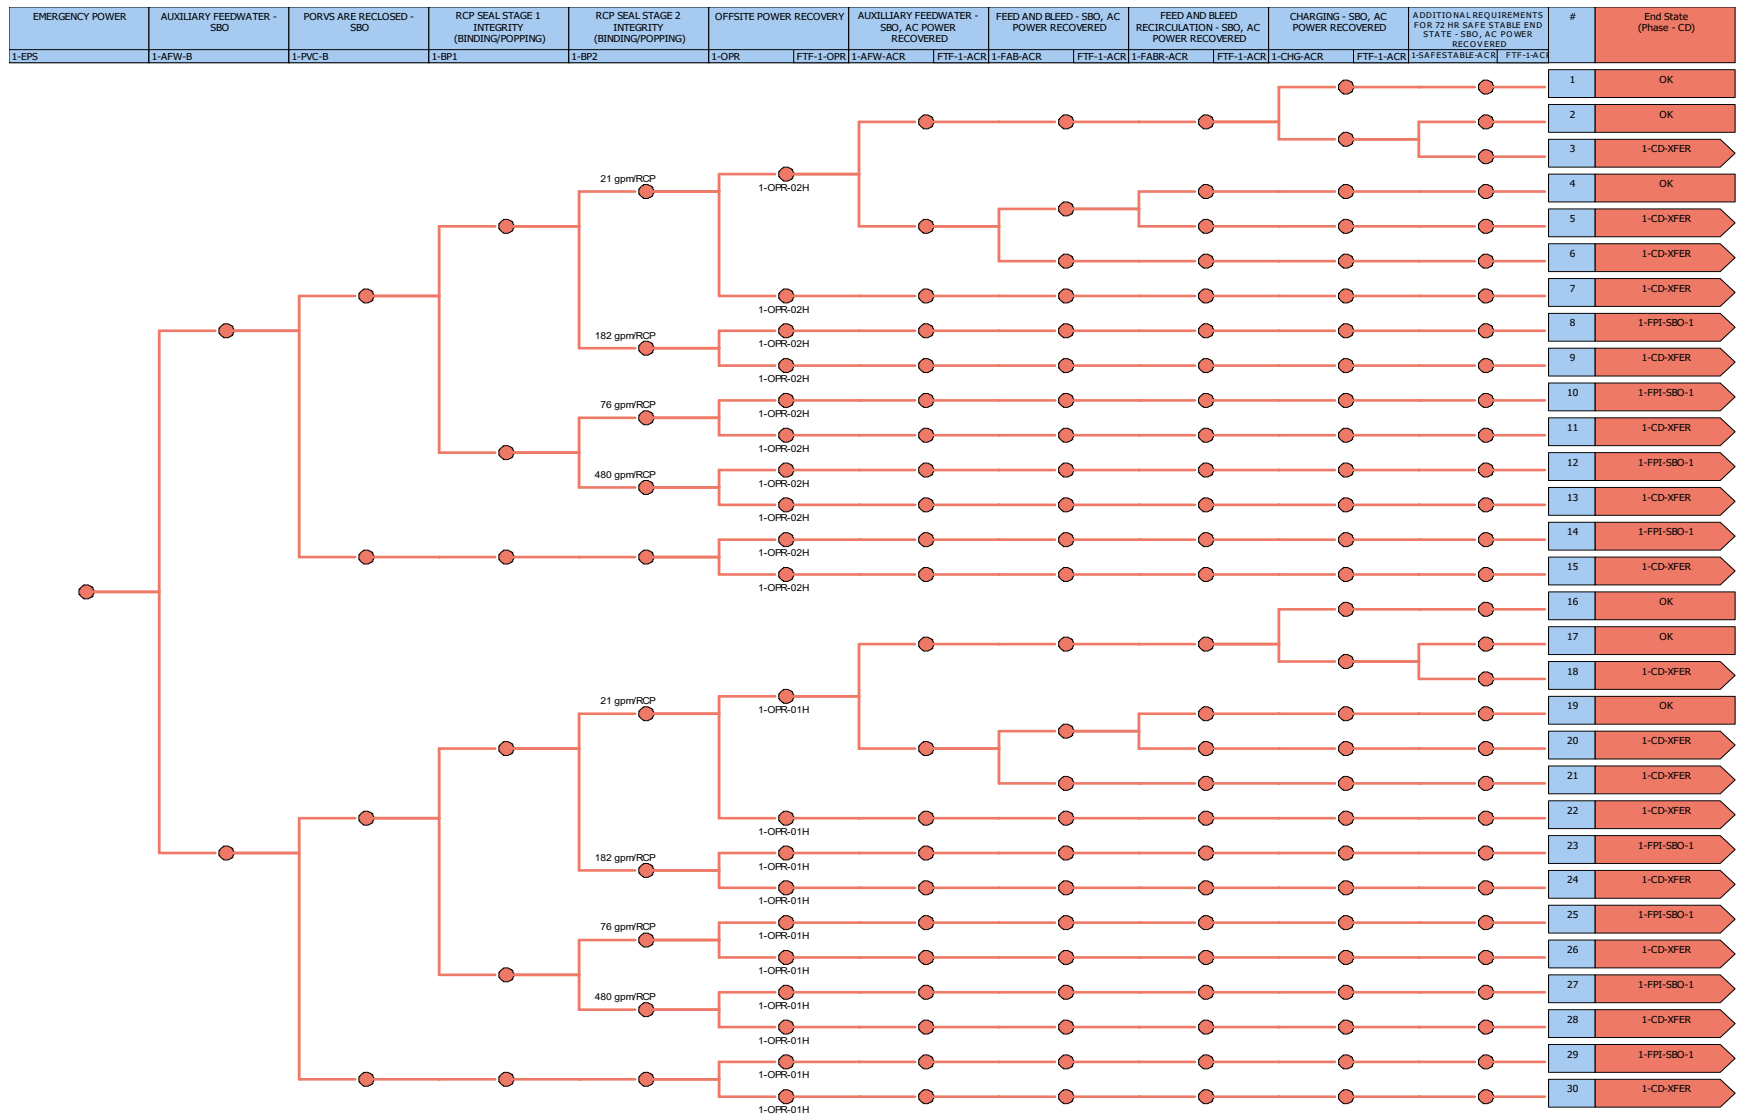 EMERGENCY POWER
1-EPS
AUXILLIARY FEEDWATER -
SBO
1-AFW-B
PORVS ARE RECLOSED -
SBO
1-PVC-B
RCP SEAL STAGE 1
INTEGRITY
(BINDING/POPPING)
1-BP1
RCP SEAL STAGE 2
INTEGRITY
(BINDING/POPPING)
1-BP2
OFFSITE POWER RECOVERY
1-OPR
FTF-1-OPR
AUXILLIARY FEEDWATER -
SBO, AC POWER
RECOVERED
1-AFW-ACR
FTF-1-ACR
FEED AND BLEED - SBO, AC
POWER RECOVERED
1-FAB-ACR
FTF-1-ACR
FEED AND BLEED
RECIRCULATION - SBO, AC
POWER RECOVERED
1-FABR-ACR
FTF-1-ACR
CHARGING - SBO, AC
POWER RECOVERED
1-CHG-ACR
FTF-1-ACR
ADDITIONAL REQUIREMENTS
FOR 72 HR SAFE STABLE END
STATE - SBO, AC POWER
RECOVERED
1-SAFESTABLE-ACR
FTF-1-ACR
#
End State
(Phase - CD)
1 OK
2 OK
3 1-CD-XFER
21 gpm/RCP
1-OPR-02H
4 OK
5 1-CD-XFER
6 1-CD-XFER
7 1-CD-XFER
1-OPR-02H
8 1-FPI-SBO-1
182 gpm/RCP
1-OPR-02H
9 1-CD-XFER
1-OPR-02H
10 1-FPI-SBO-1
76 gpm/RCP
1-OPR-02H
11 1-CD-XFER
1-OPR-02H
12 1-FPI-SBO-1
480 gpm/RCP
1-OPR-02H
13 1-CD-XFER
1-OPR-02H
14 1-FPI-SBO-1
1-OPR-02H
15 1-CD-XFER
1-OPR-02H
16 OK
17 OK
18 1-CD-XFER
21 gpm/RCP
1-OPR-01H
19 OK
20 1-CD-XFER
21 1-CD-XFER
22 1-CD-XFER
1-OPR-01H
23 1-FPI-SBO-1
182 gpm/RCP
1-OPR-01H
24 1-CD-XFER
1-OPR-01H
25 1-FPI-SBO-1
76 gpm/RCP
1-OPR-01H
26 1-CD-XFER
1-OPR-01H
27 1-FPI-SBO-1
480 gpm/RCP
1-OPR-01H
28 1-CD-XFER
1-OPR-01H
29 1-FPI-SBO-1
1-OPR-01H
30 1-CD-XFER
1-OPR-01H